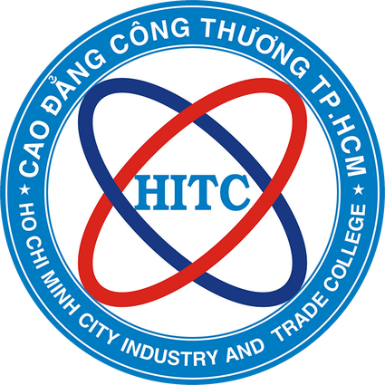 CAO ĐẲNG CÔNG THƯƠNG TP.HCM
HITC
HO CHI MINH CITY INDUSTRY AND TRADE COLLEGE